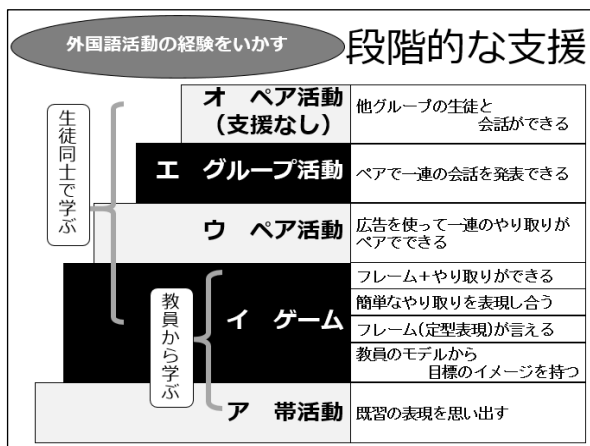 外国語活動の経験をいかす
段階的な支援
オ ペア活動
(支援なし)
他グループの生徒と
会話ができる
生徒同士で学ぶ
エ グループ活動
ペアで一連の会話を発表できる
ウ ペア活動
広告を使って一連のやり取りが
ペアでできる
教員から学ぶ
イ ゲーム
フレーム+やり取りができる
簡単なやり取りを表現し合う
フレーム(定型表現)が言える
教員のモデルから
目標のイメージを持つ
ア 帯活動
既習の表現を思い出す